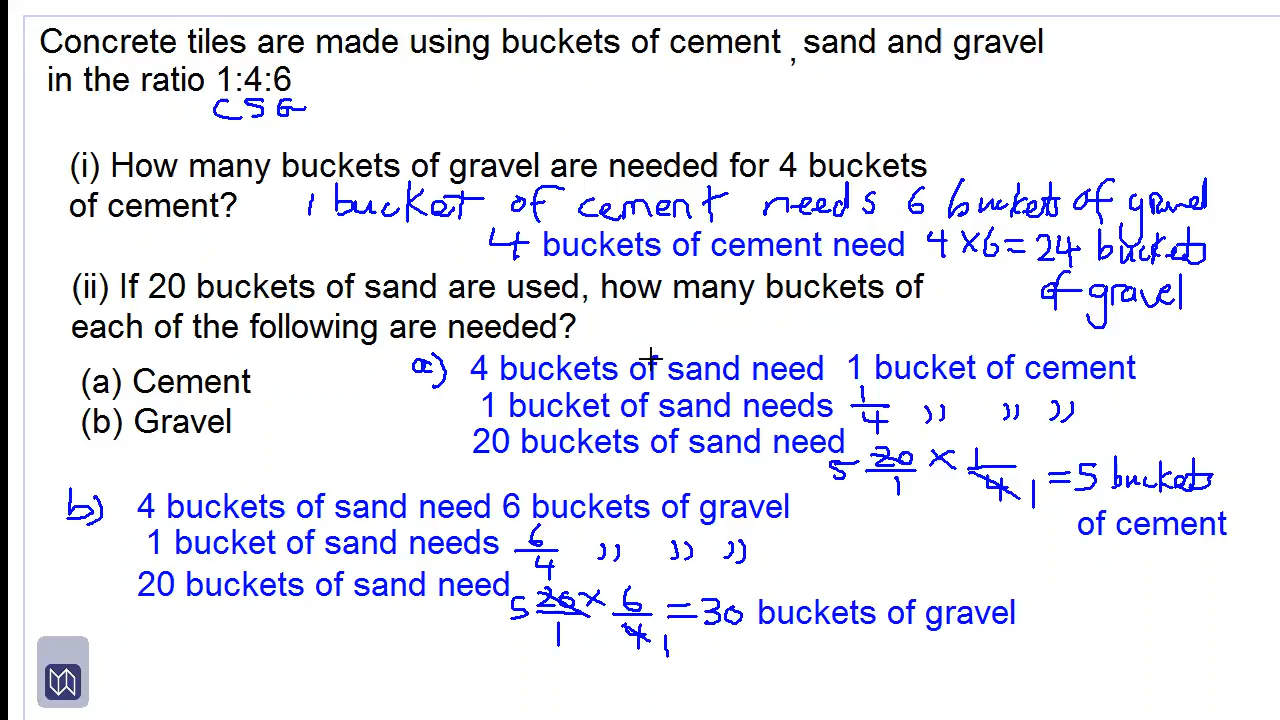 Concrete tiles are made using buckets of cement, sand and gravel
in the ratio 1:4:6
C S G
(i) How many buckets of gravel are needed for 4 buckets
of cement? 1 bucket of cement needs 6 buckets of gravel
4 buckets of cement need 4 × 6 = 24 buckets
of gravel
(ii) If 20 buckets of sand are used, how many buckets of
each of the following are needed?
(a) Cement
(b) Gravel
a) 4 buckets of sand need 1 bucket of cement
1 bucket of sand needs 1/4 ,, ,, ,,
20 buckets of sand need 5 20/1 × 1/4 1 = 5 buckets
of cement
b) 4 buckets of sand need 6 buckets of gravel
1 bucket of sand needs 6/4 ,, ,, ,,
20 buckets of sand need 5 20/1 × 6/4 1 = 30 buckets of gravel